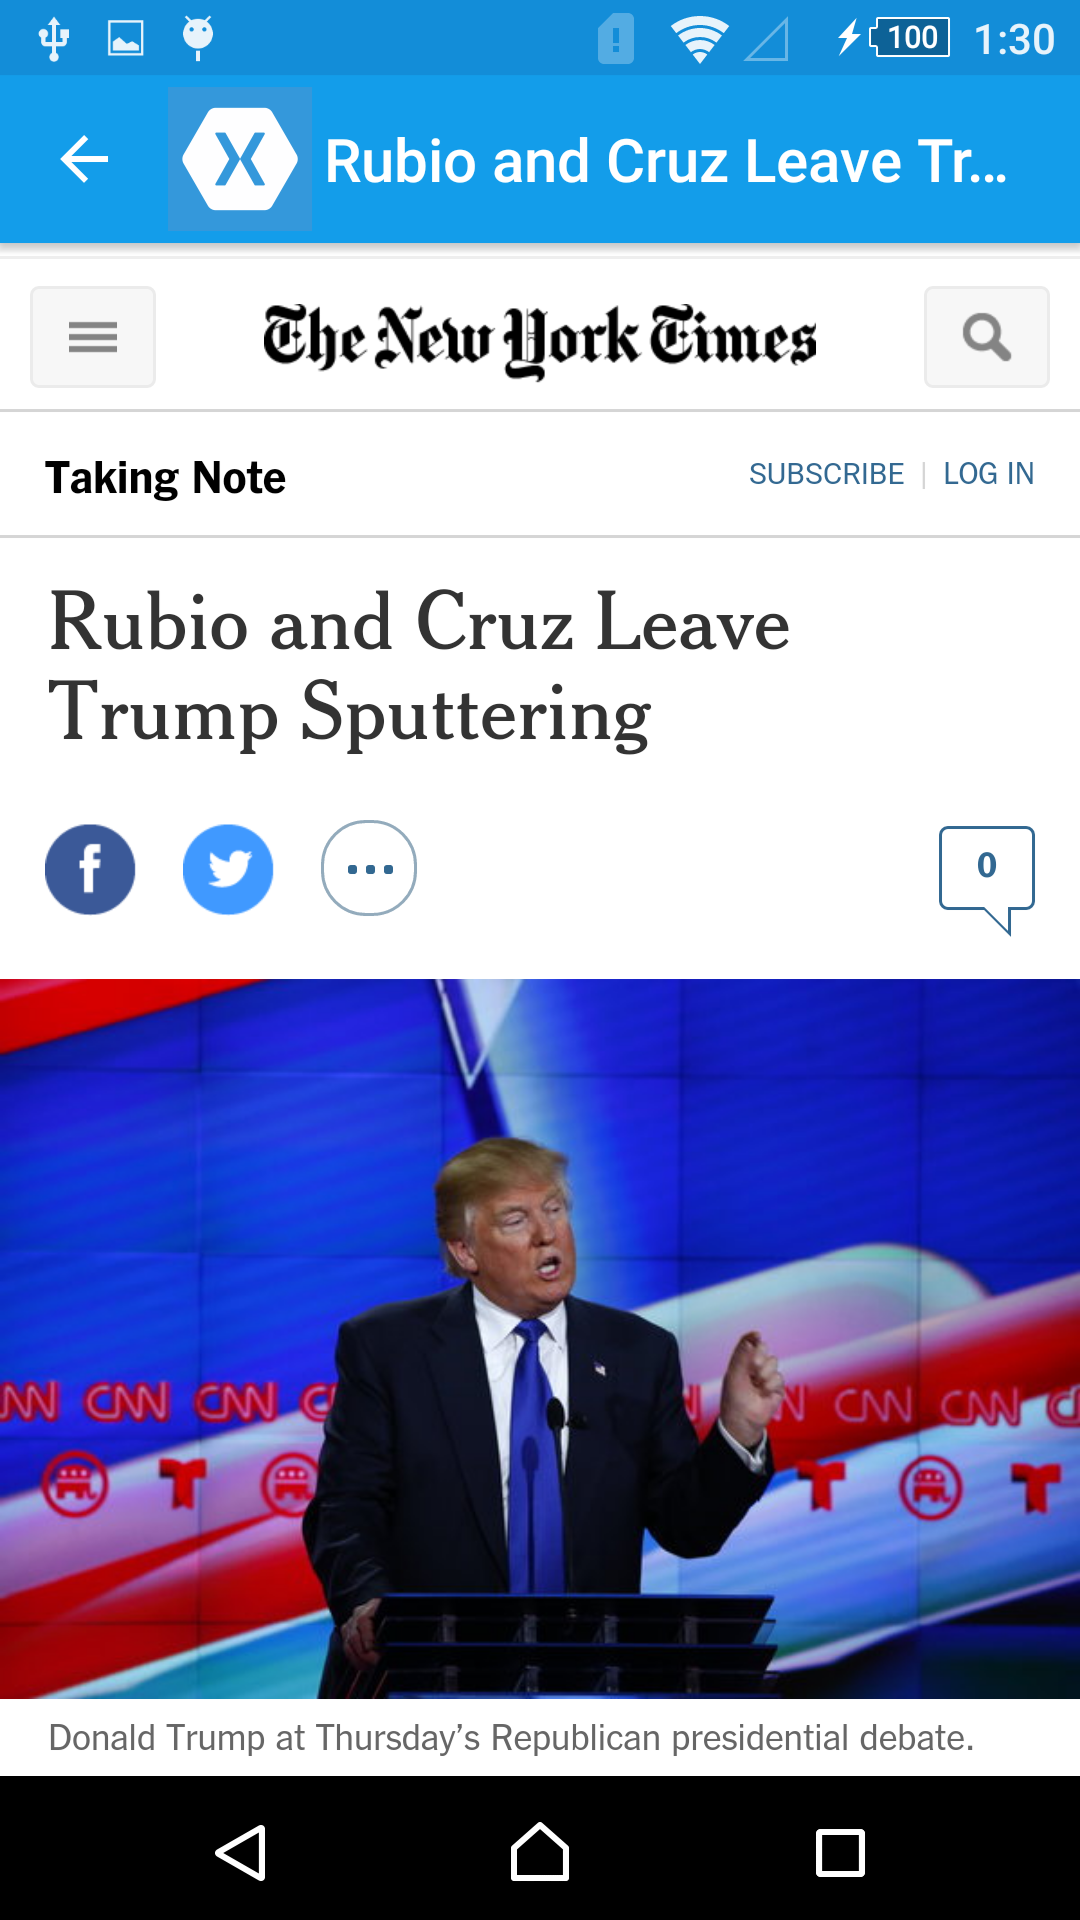 100 1:30
X Rubio and Cruz Leave Tr...
The New York Times
Taking Note
SUBSCRIBE | LOG IN
Rubio and Cruz Leave
Trump Sputtering
f
0
NN CNN CNN C N CNN CNN C
T T T
Donald Trump at Thursday’s Republican presidential debate.